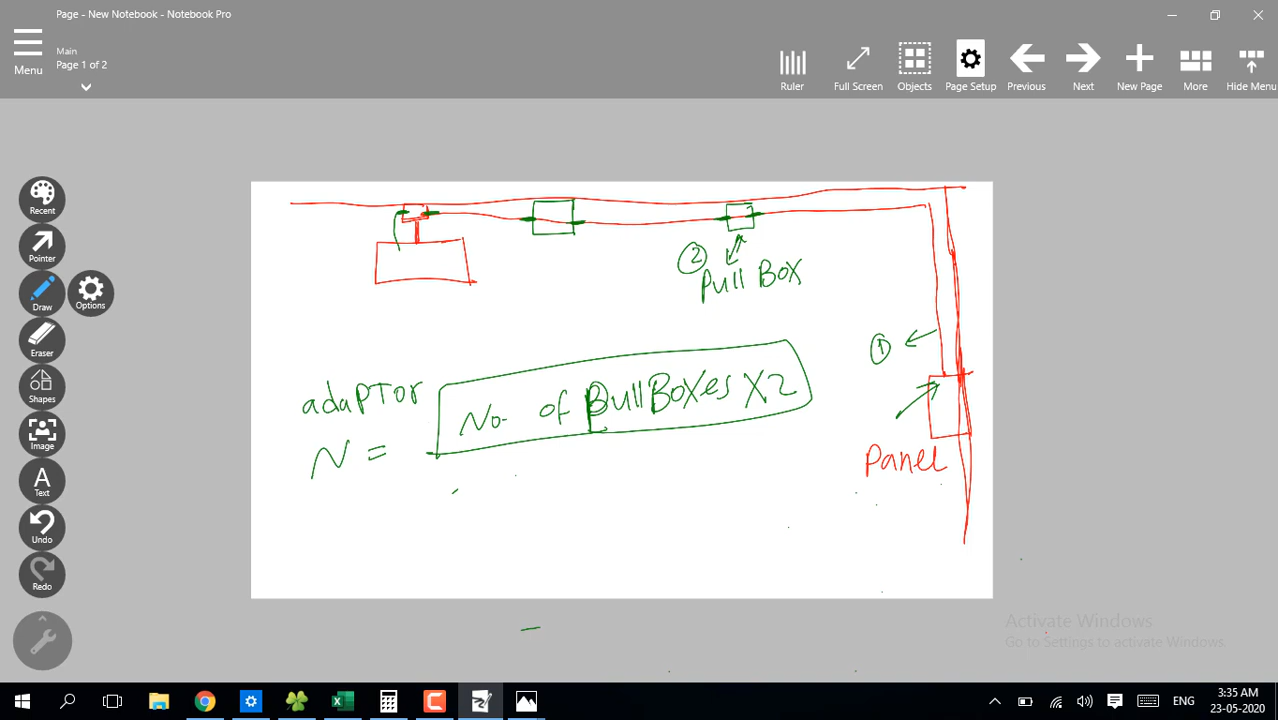 Page - New Notebook - Notebook Pro
Menu
Main
Page 1 of 2
Ruler
Full Screen
Objects
Page Setup
Previous
Next
New Page
More
Hide Menu
Recent
Pointer
Draw
Options
Eraser
Shapes
Image
Text
Undo
Redo
②
Pull Box
①
adaptor
No. of PullBoxes X2
N =
Panel
Activate Windows
Go to Settings to activate Windows.
ENG
3:35 AM
23-05-2020